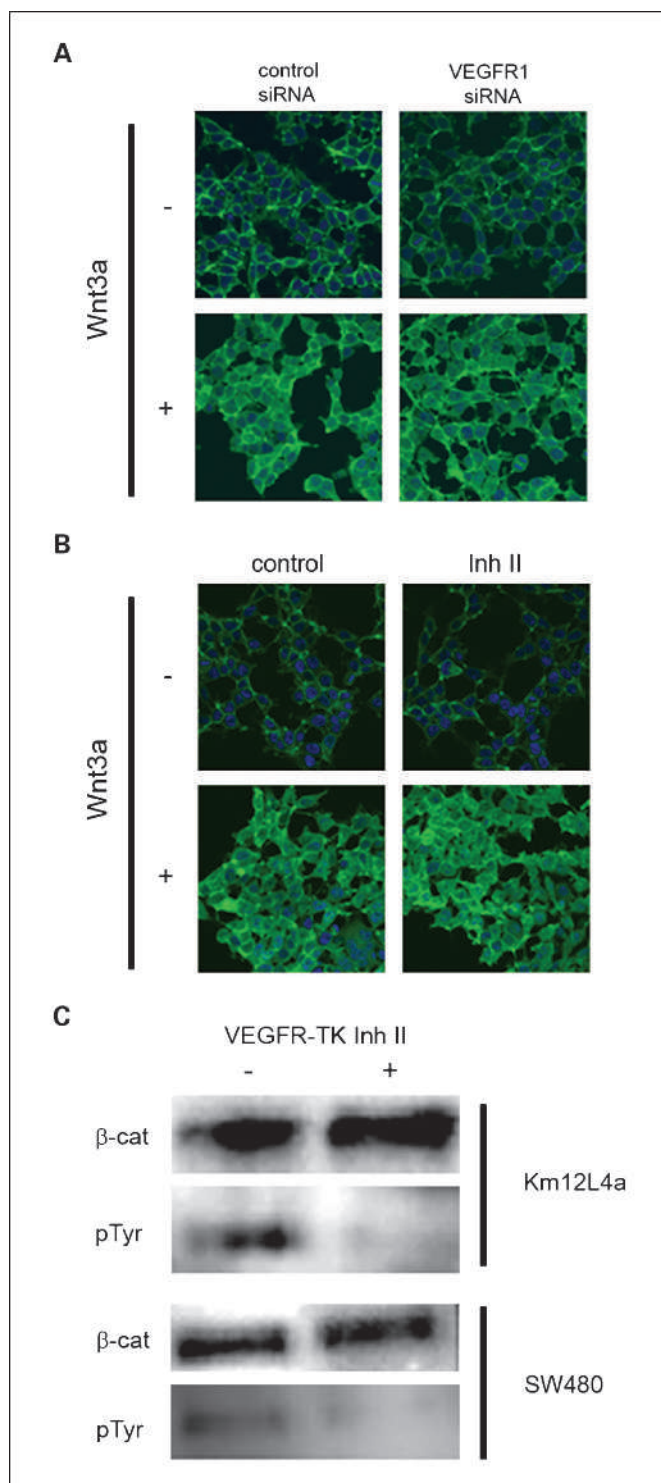 A
control
siRNA
VEGFR1
siRNA
Wnt3a
-
+
B
control
Inh II
Wnt3a
-
+
C
VEGFR-TK Inh II
- +
β-cat
pTyr
Km12L4a
β-cat
pTyr
SW480